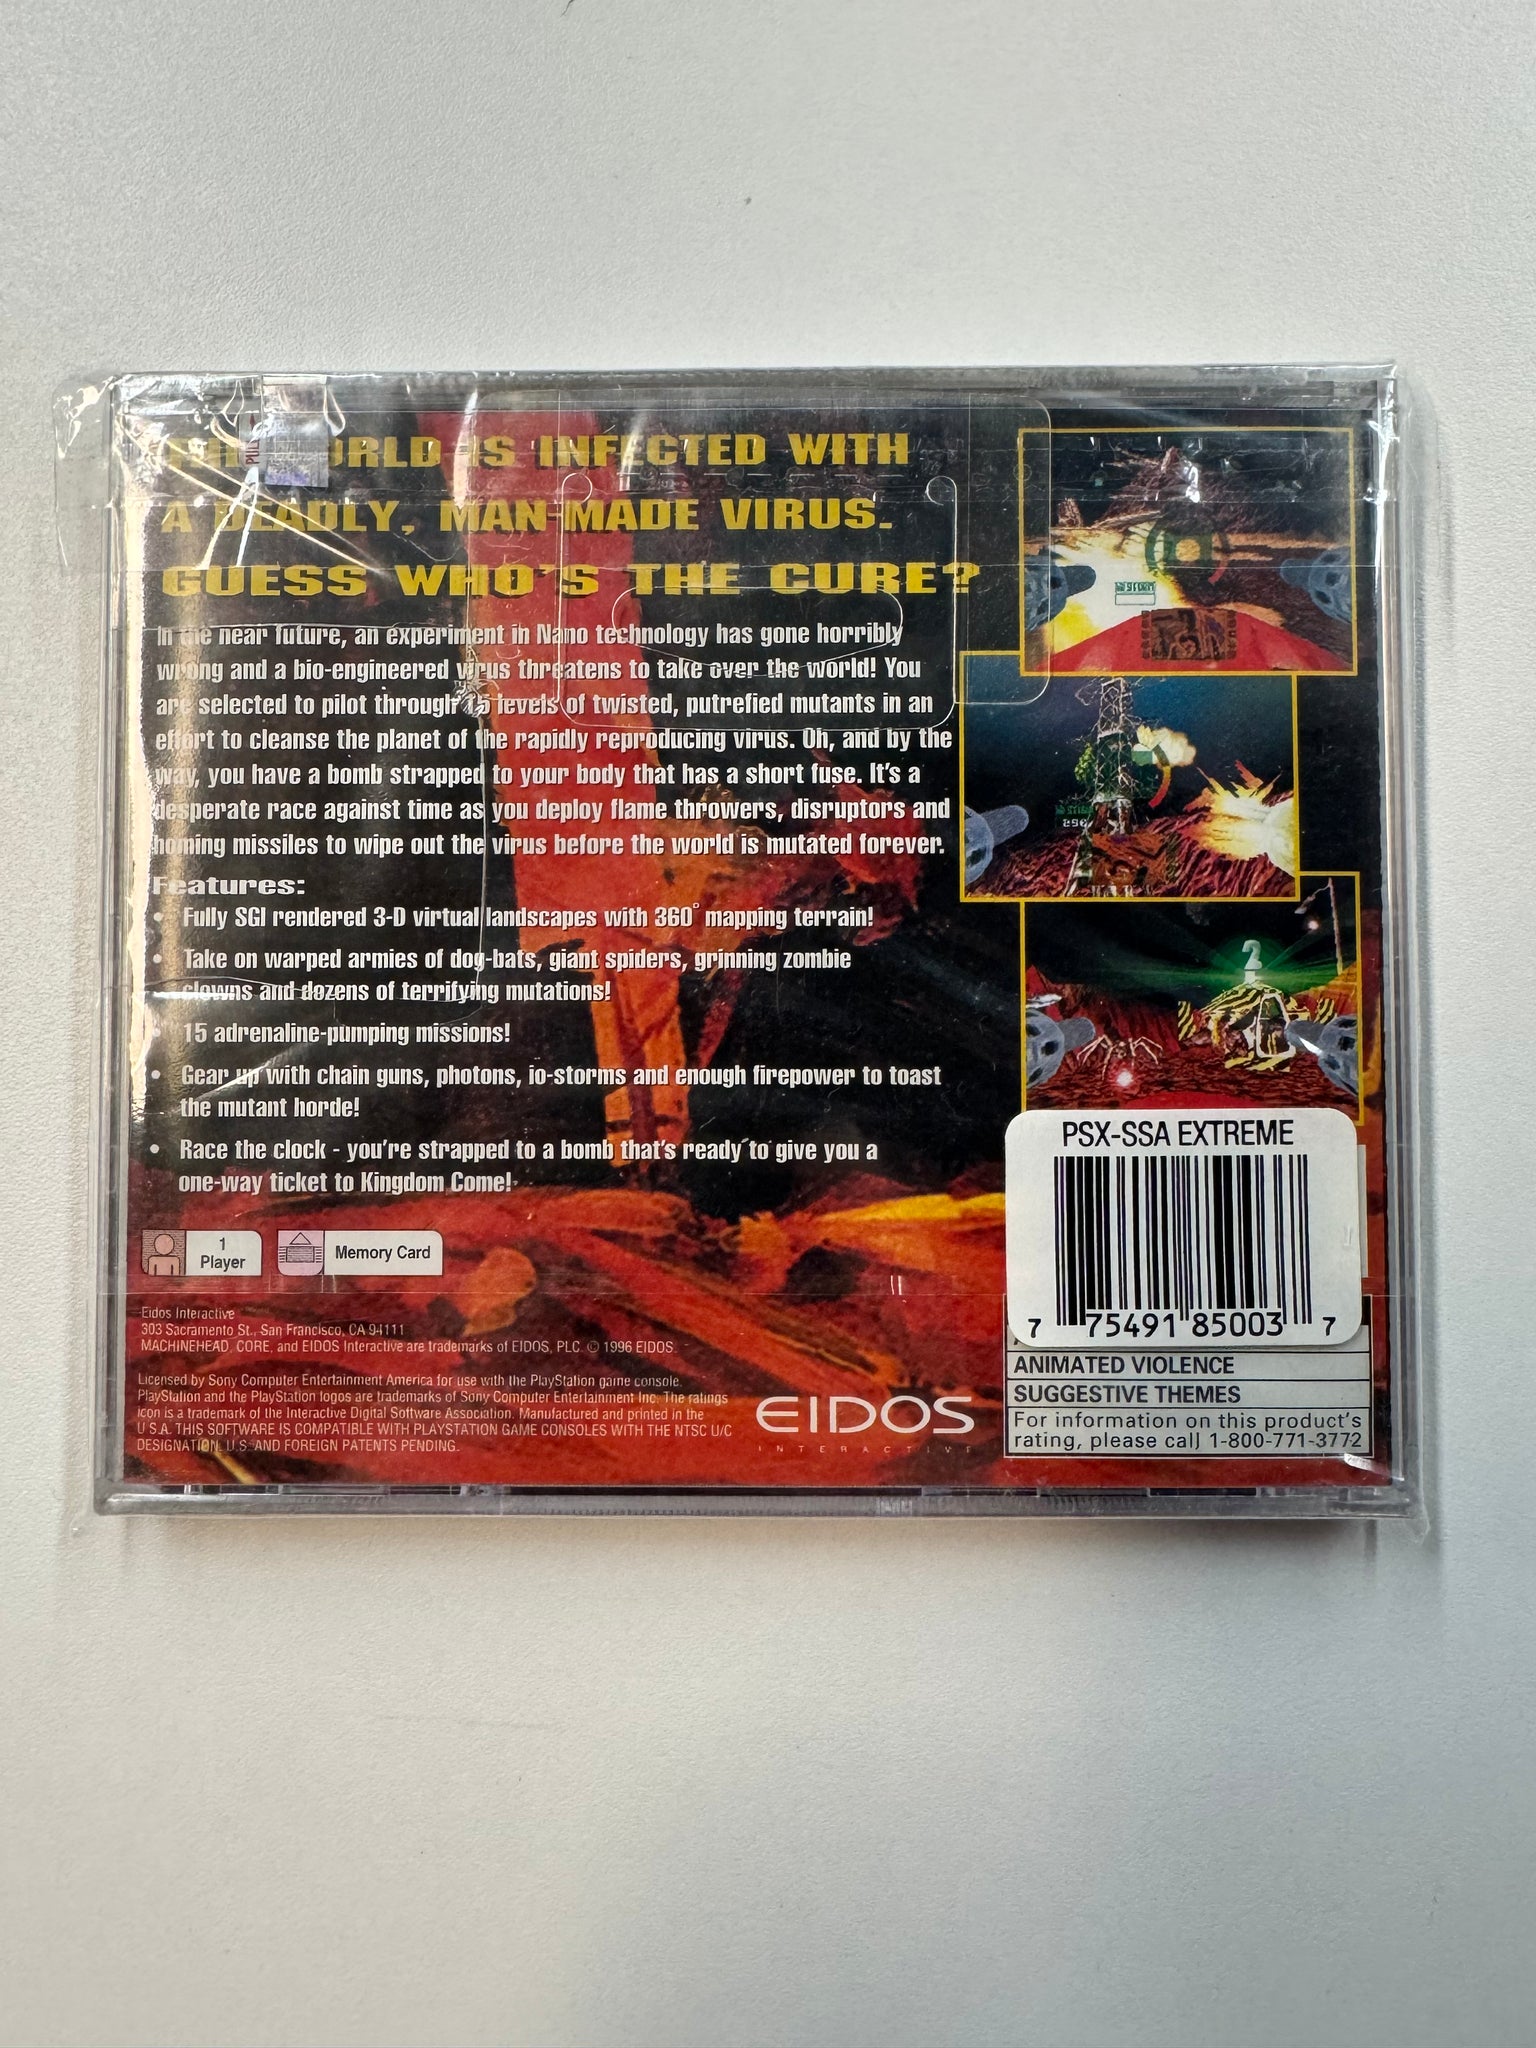 WORLD IS INFECTED WITH
A DEADLY, MAN-MADE VIRUS.
GUESS WHO'S THE CURE?
In the near future, an experiment in Nano technology has gone horribly
wrong and a bio-engineered virus threatens to take over the world! You
are selected to pilot through 15 levels of twisted, putrefied mutants in an
effort to cleanse the planet of the rapidly reproducing virus. Oh, and by the
way, you have a bomb strapped to your body that has a short fuse. It's a
desperate race against time as you deploy flame throwers, disruptors and
homing missiles to wipe out the virus before the world is mutated forever.
Features:
• Fully SGI rendered 3-D virtual landscapes with 360° mapping terrain!
• Take on warped armies of dog-bats, giant spiders, grinning zombie
clowns and dozens of terrifying mutations!
• 15 adrenaline-pumping missions!
• Gear up with chain guns, photons, io-storms and enough firepower to toast
the mutant horde!
• Race the clock - you're strapped to a bomb that's ready to give you a
one-way ticket to Kingdom Come!
1
Player
Memory Card
Eidos Interactive
303 Sacramento St., San Francisco, CA 94111
MACHINEHEAD, CORE, and EIDOS Interactive are trademarks of EIDOS, PLC. © 1996 EIDOS.
Licensed by Sony Computer Entertainment America for use with the PlayStation game console.
PlayStation and the PlayStation logos are trademarks of Sony Computer Entertainment Inc. The ratings
icon is a trademark of the Interactive Digital Software Association. Manufactured and printed in the
U.S.A. THIS SOFTWARE IS COMPATIBLE WITH PLAYSTATION GAME CONSOLES WITH THE NTSC U/C
DESIGNATION. U.S. AND FOREIGN PATENTS PENDING.
EIDOS
INTERACTIVE
2
PSX-SSA EXTREME
7 75491 85003 7
ANIMATED VIOLENCE
SUGGESTIVE THEMES
For information on this product's
rating, please call 1-800-771-3772